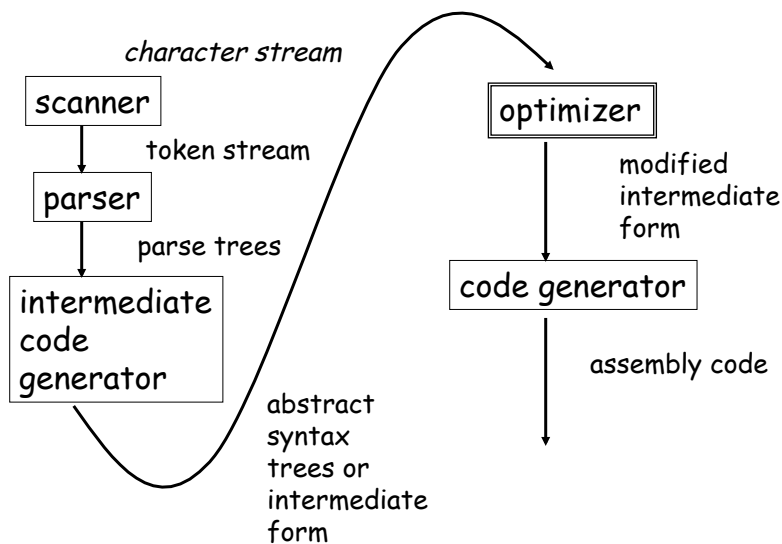 character stream
scanner
token stream
parser
parse trees
intermediate
code
generator
abstract
syntax
trees or
intermediate
form
optimizer
modified
intermediate
form
code generator
assembly code